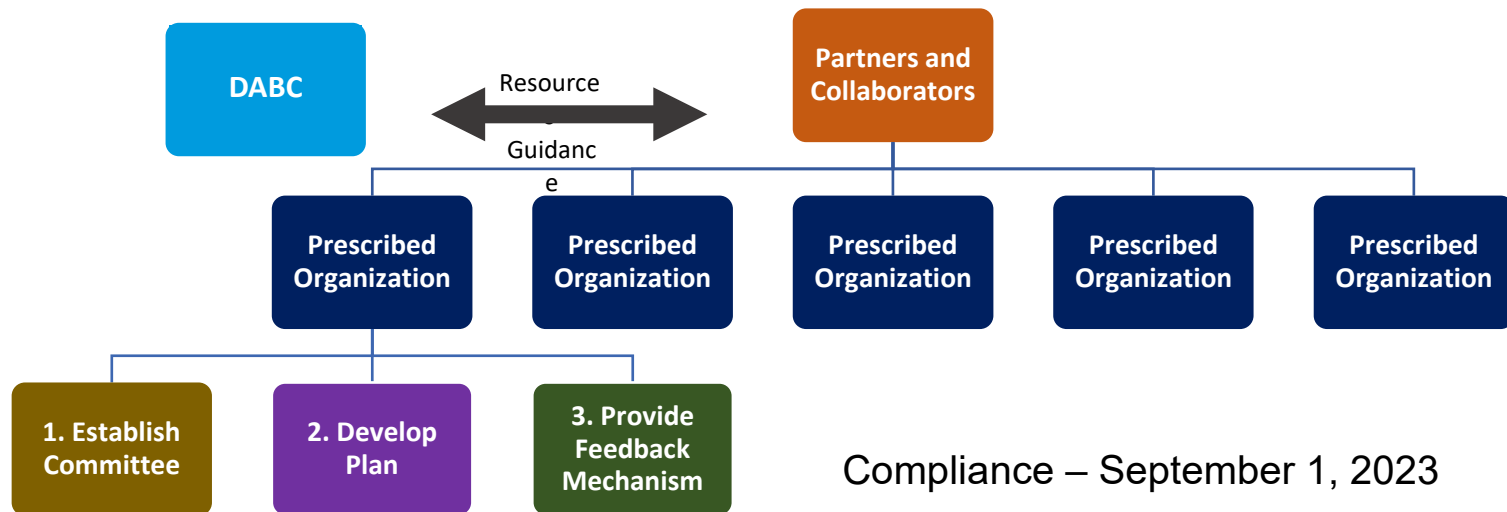 DABC
Partners and
Collaborators
Resource
Guidanc
e
Prescribed
Organization
Prescribed
Organization
Prescribed
Organization
Prescribed
Organization
Prescribed
Organization
1. Establish
Committee
2. Develop
Plan
3. Provide
Feedback
Mechanism
Compliance – September 1, 2023